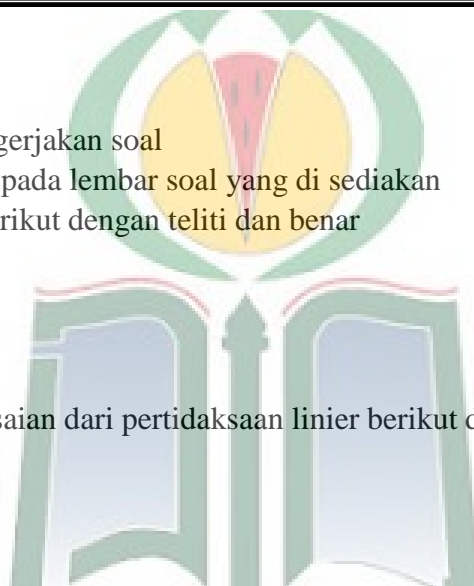 gerjakan soal
pada lembar soal yang di sediakan
rikut dengan teliti dan benar
saian dari pertidaksaan linier berikut d